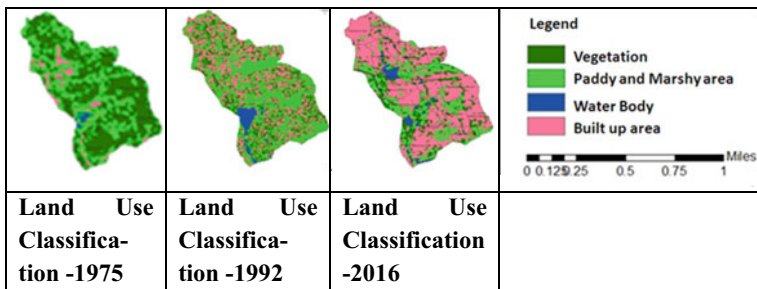 Legend
Vegetation
Paddy and Marshy area
Water Body
Built up area
Miles
0 0.125 0.25 0.5 0.75 1
Land Use
Classifica-
tion -1975
Land Use
Classifica-
tion -1992
Land Use
Classification
-2016